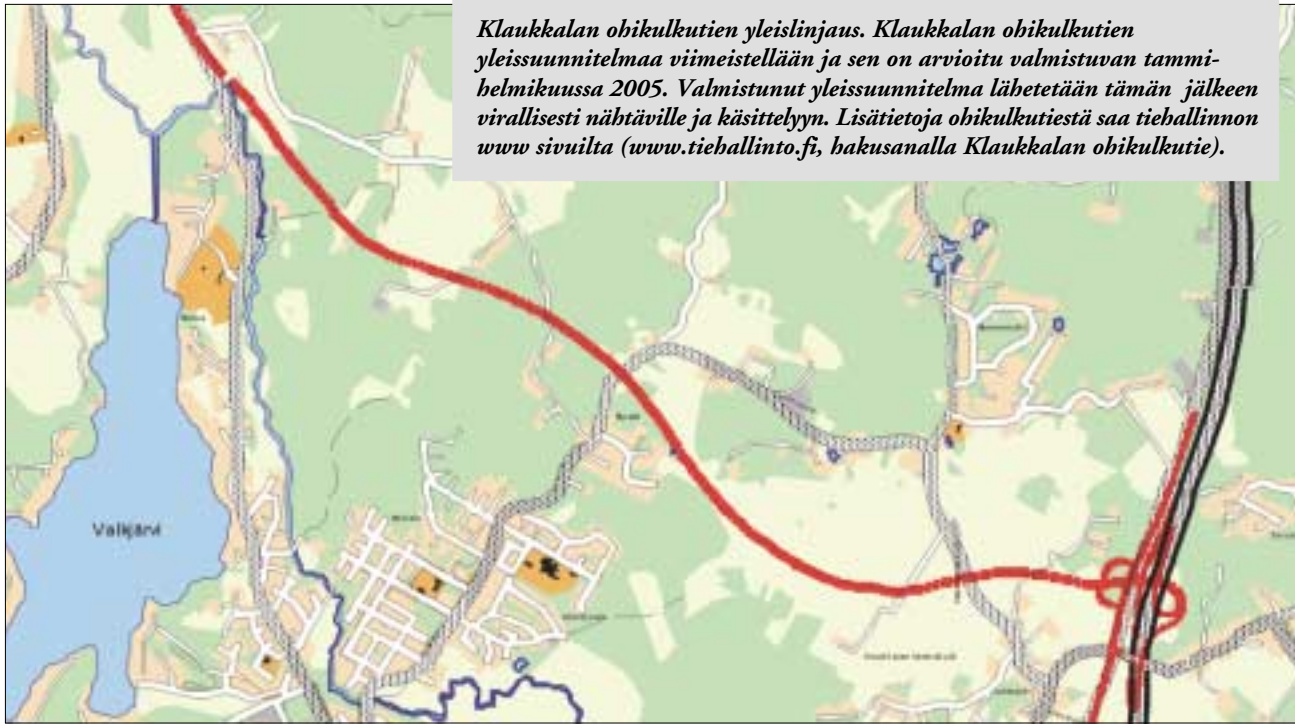 Klaukkalan ohikulkutien yleislinjaus. Klaukkalan ohikulkutien
yleissuunnitelmaa viimeistellään ja sen on arvioitu valmistuvan tammi-
helmikuussa 2005. Valmistunut yleissuunnitelma lähetetään tämän jälkeen
virallisesti nähtäville ja käsittelyyn. Lisätietoja ohikulkutiestä saa tiehallinnon
www sivuilta (www.tiehallinto.fi, hakusanalla Klaukkalan ohikulkutie).
Valkjärvi